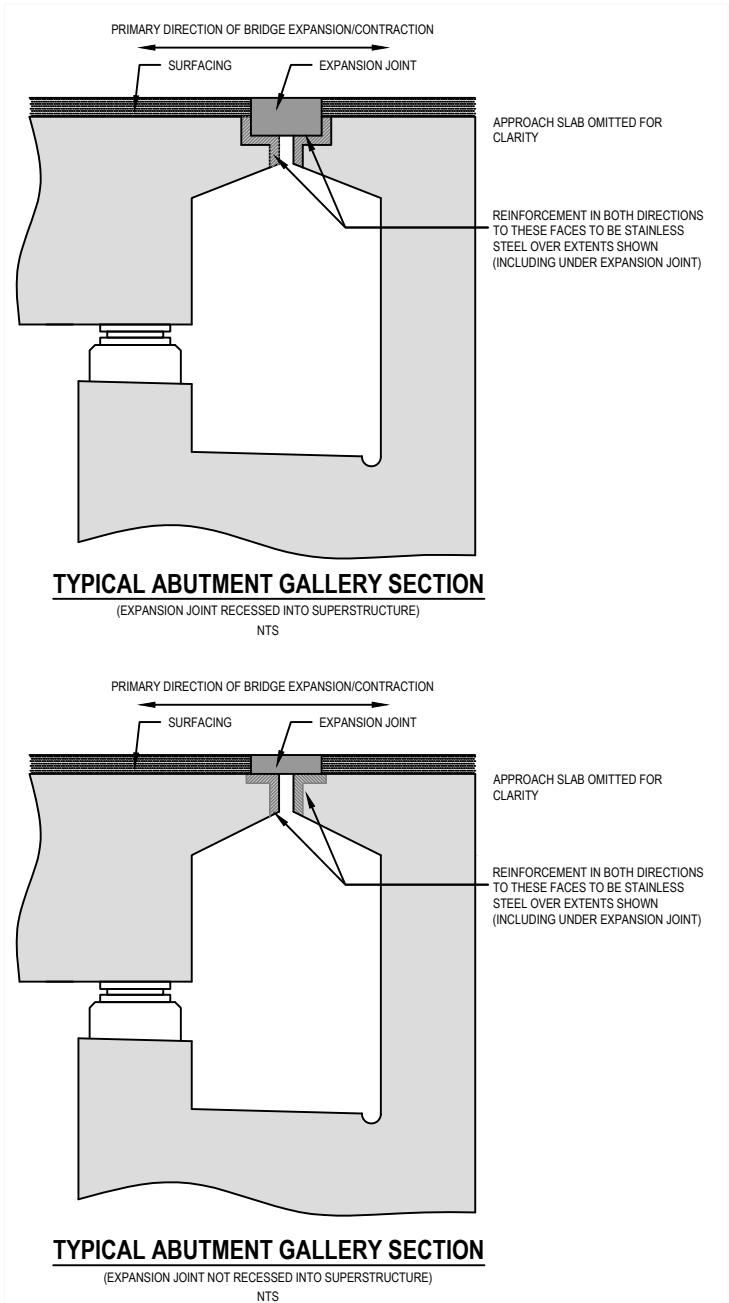 PRIMARY DIRECTION OF BRIDGE EXPANSION/CONTRACTION
SURFACING
EXPANSION JOINT
APPROACH SLAB OMITTED FOR
CLARITY
REINFORCEMENT IN BOTH DIRECTIONS
TO THESE FACES TO BE STAINLESS
STEEL OVER EXTENTS SHOWN
(INCLUDING UNDER EXPANSION JOINT)
TYPICAL ABUTMENT GALLERY SECTION
(EXPANSION JOINT RECESSED INTO SUPERSTRUCTURE)
NTS
PRIMARY DIRECTION OF BRIDGE EXPANSION/CONTRACTION
SURFACING
EXPANSION JOINT
APPROACH SLAB OMITTED FOR
CLARITY
REINFORCEMENT IN BOTH DIRECTIONS
TO THESE FACES TO BE STAINLESS
STEEL OVER EXTENTS SHOWN
(INCLUDING UNDER EXPANSION JOINT)
TYPICAL ABUTMENT GALLERY SECTION
(EXPANSION JOINT NOT RECESSED INTO SUPERSTRUCTURE)
NTS